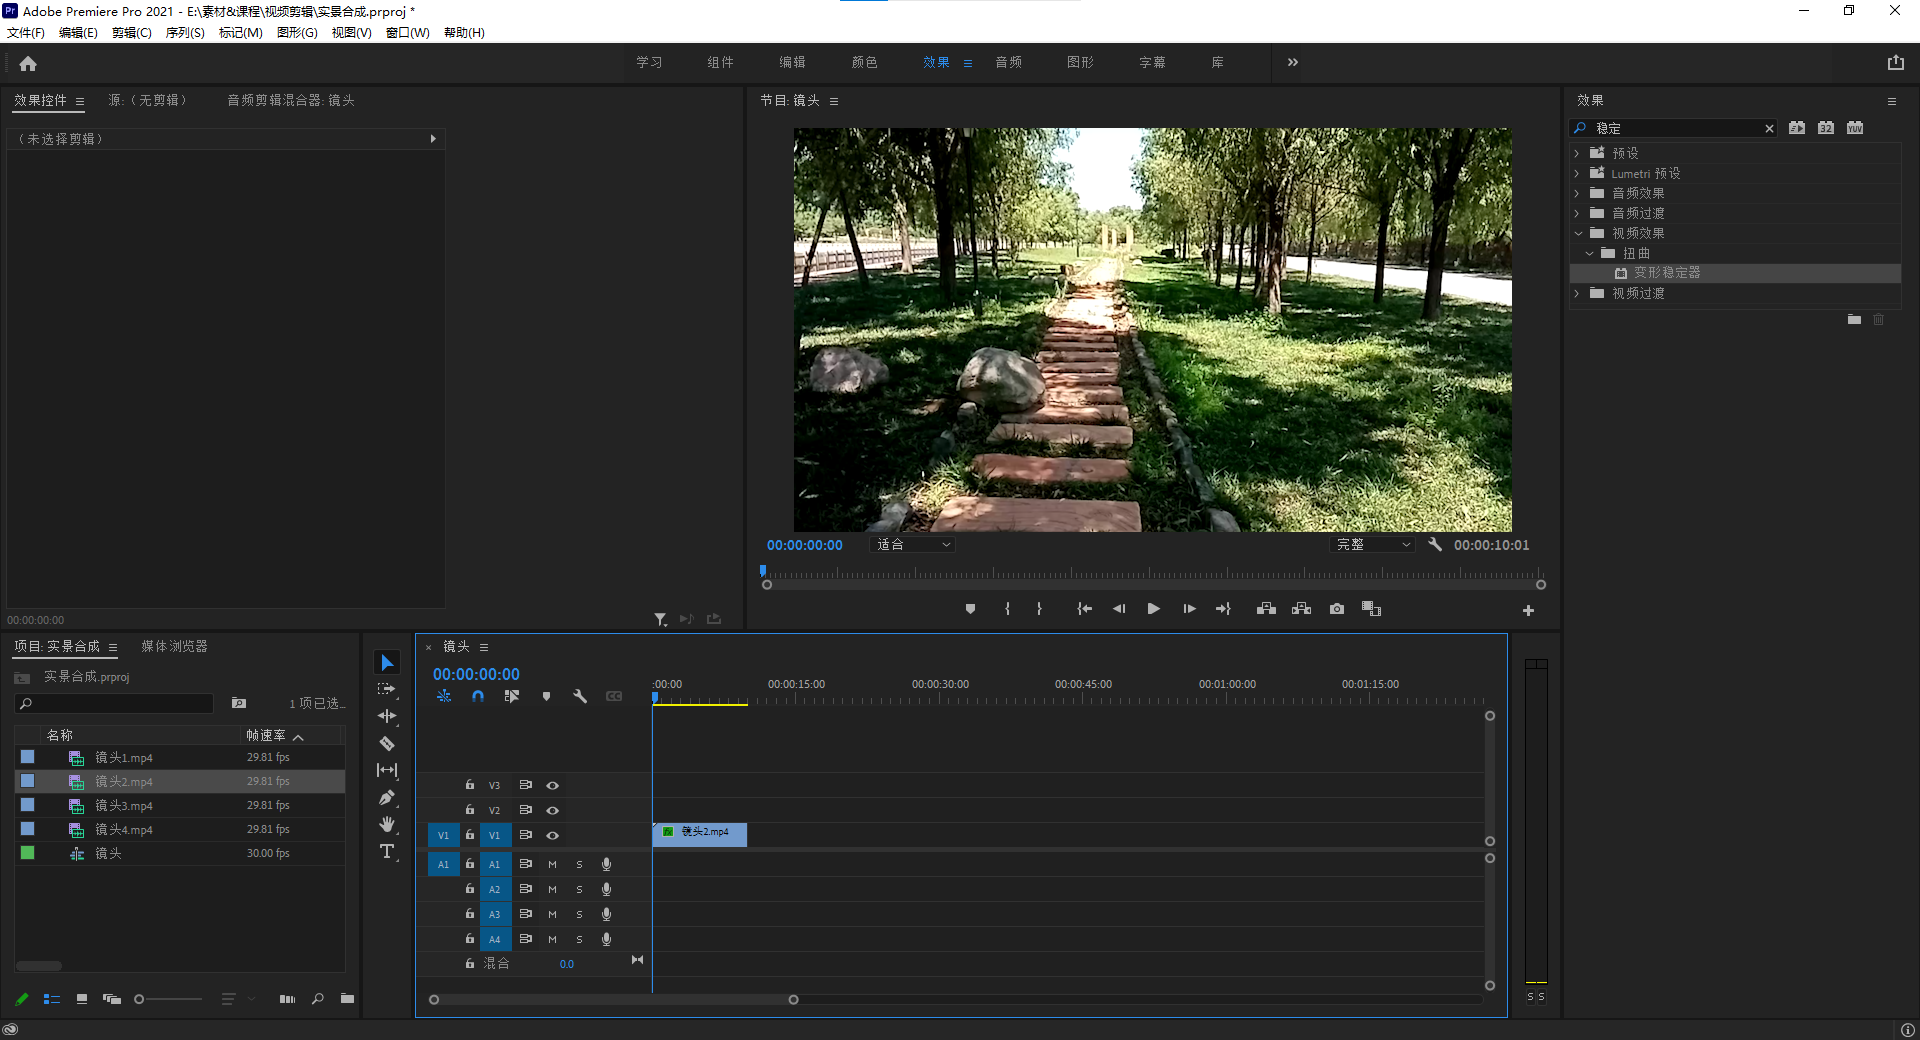 Adobe Premiere Pro 2021 - E:\素材&课程\视频剪辑\实景合成.prproj *
文件(F) 编辑(E) 剪辑(C) 序列(S) 标记(M) 图形(G) 视图(V) 窗口(W) 帮助(H)
学习 组件 编辑 颜色 效果 音频 图形 字幕 库
效果控件 源:（无剪辑） 音频剪辑混合器: 镜头
（未选择剪辑）
00:00:00:00
节目: 镜头
00:00:00:00 适合 完整 00:00:10:01
效果
稳定
32 YUV
预设
Lumetri 预设
音频效果
音频过渡
视频效果
扭曲
变形稳定器
视频过渡
项目: 实景合成 媒体浏览器
实景合成.prproj
1 项已选...
名称 帧速率
镜头1.mp4 29.81 fps
镜头2.mp4 29.81 fps
镜头3.mp4 29.81 fps
镜头4.mp4 29.81 fps
镜头 30.00 fps
× 镜头
00:00:00:00
:00:00 00:00:15:00 00:00:30:00 00:00:45:00 00:01:00:00 00:01:15:00
V3
V2
V1 V1 镜头2.mp4
A1 A1 M S
A2 M S
A3 M S
A4 M S
混合 0.0
S S